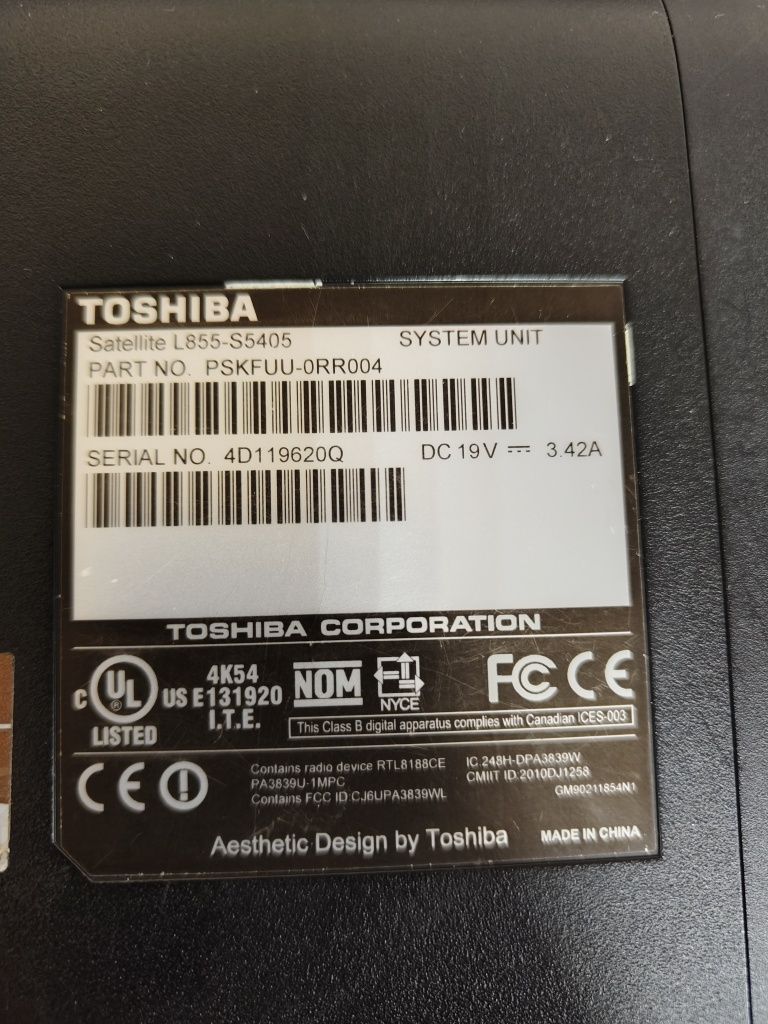 TOSHIBA
Satellite L855-S5405 SYSTEM UNIT
PART NO. PSKFUU-0RR004
SERIAL NO. 4D119620Q DC 19V ⎓ 3.42A
TOSHIBA CORPORATION
C UL ® US LISTED
4K54
E131920
I.T.E.
NOM
NYCE
FC CE
This Class B digital apparatus complies with Canadian ICES-003
CE
Contains radio device RTL8188CE
PA3839U-1MPC
Contains FCC ID:CJ6UPA3839WL
IC.248H-DPA3839W
CMIIT ID:2010DJ1258
GM90211854N1
Aesthetic Design by Toshiba
MADE IN CHINA